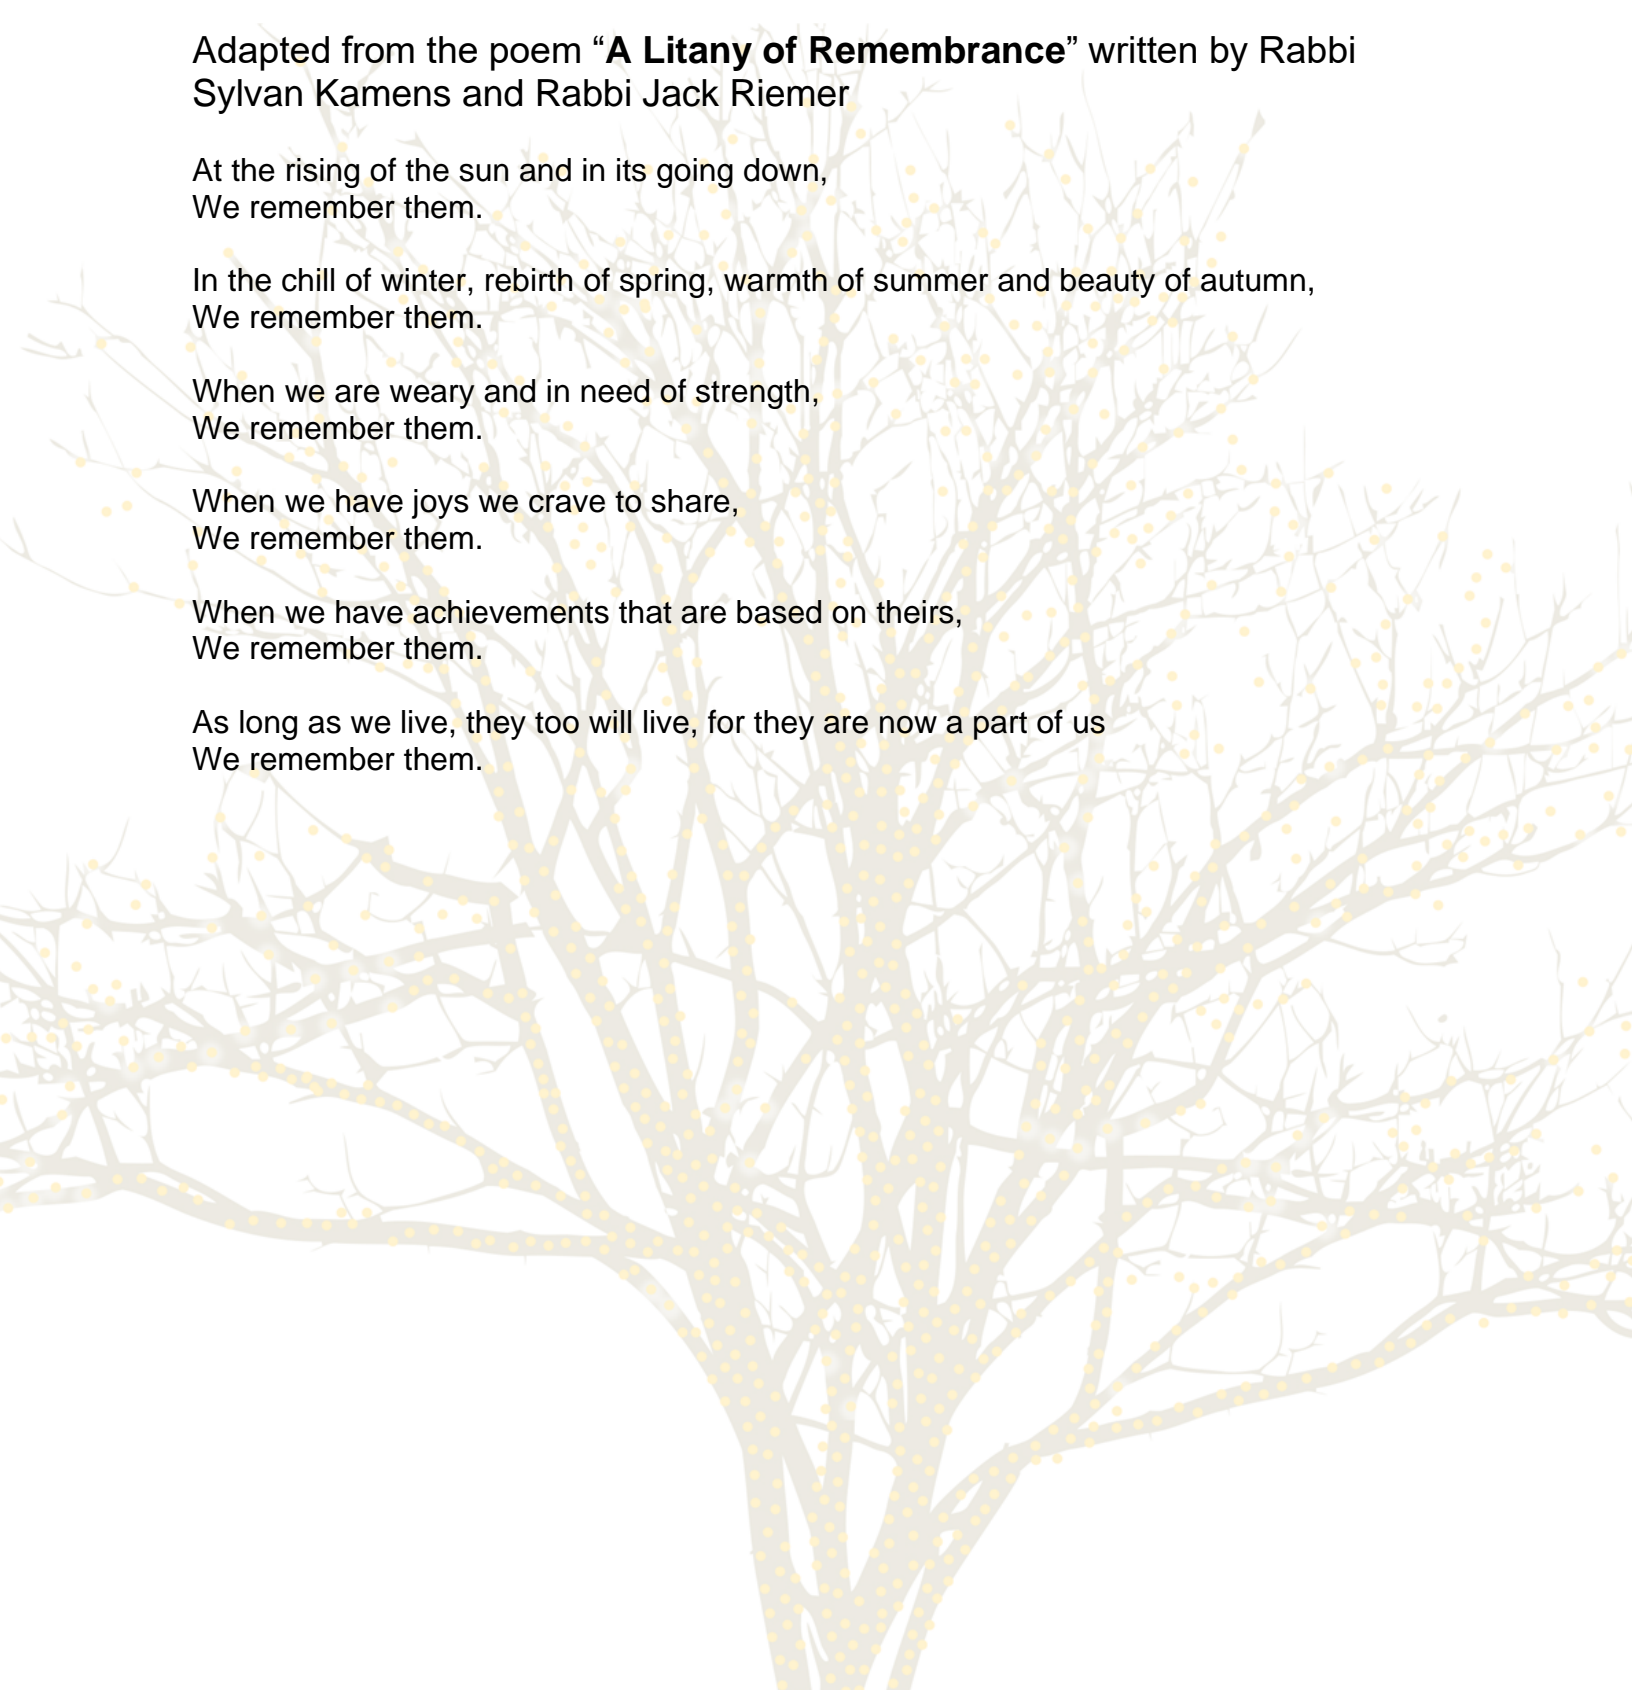 Adapted from the poem “A Litany of Remembrance” written by Rabbi
Sylvan Kamens and Rabbi Jack Riemer
At the rising of the sun and in its going down,
We remember them.
In the chill of winter, rebirth of spring, warmth of summer and beauty of autumn,
We remember them.
When we are weary and in need of strength,
We remember them.
When we have joys we crave to share,
We remember them.
When we have achievements that are based on theirs,
We remember them.
As long as we live, they too will live, for they are now a part of us
We remember them.